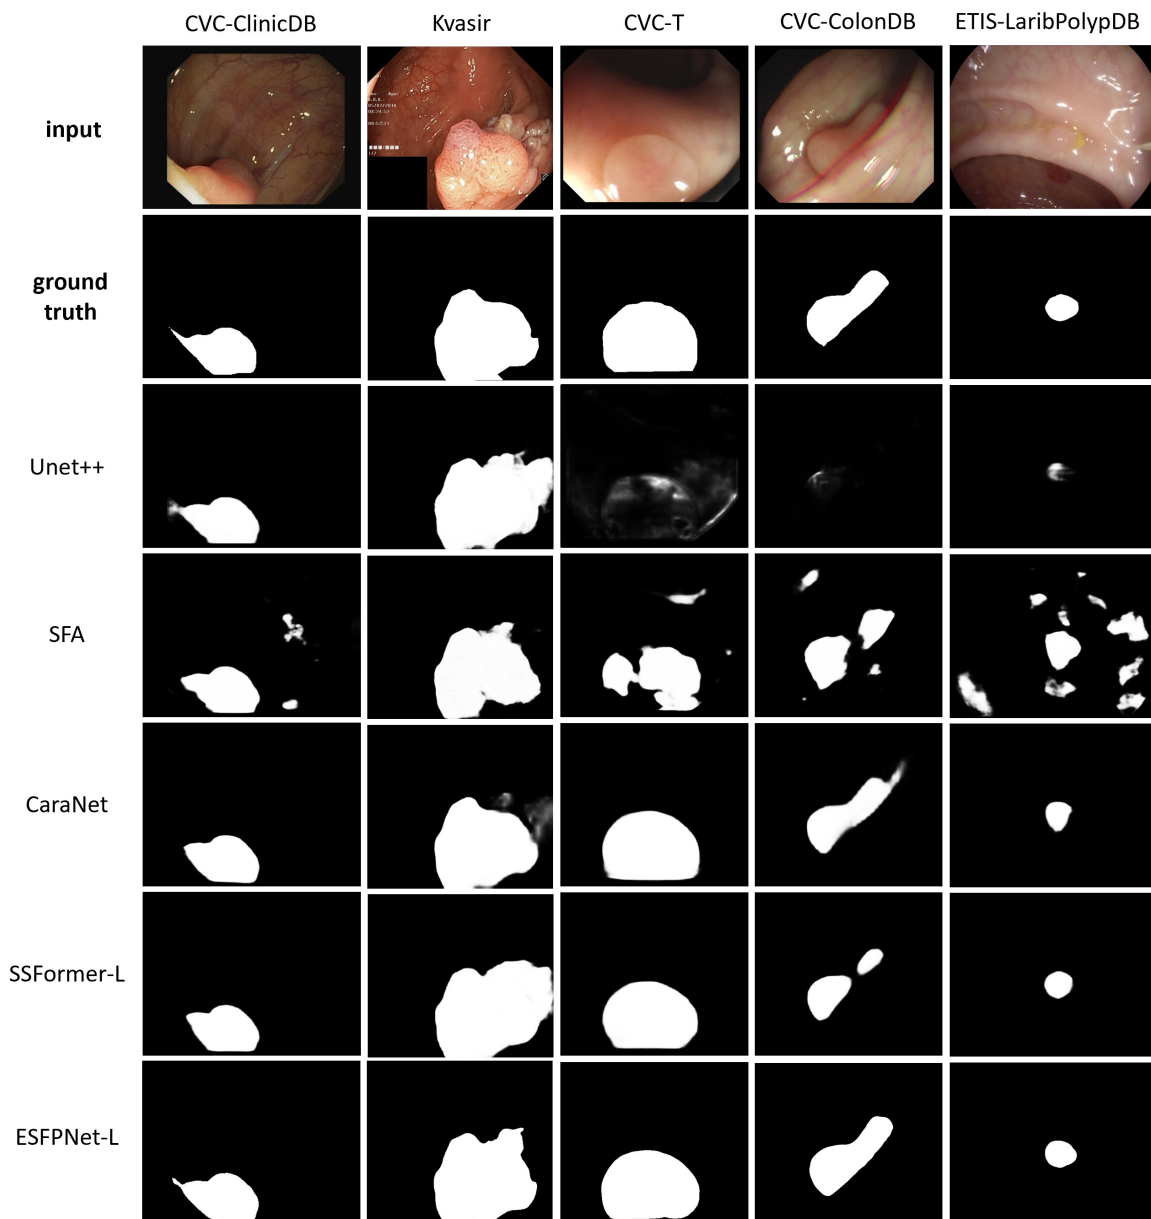 CVC-ClinicDB Kvasir CVC-T CVC-ColonDB ETIS-LaribPolypDB
input
ground
truth
Unet++
SFA
CaraNet
SSFormer-L
ESFPNet-L